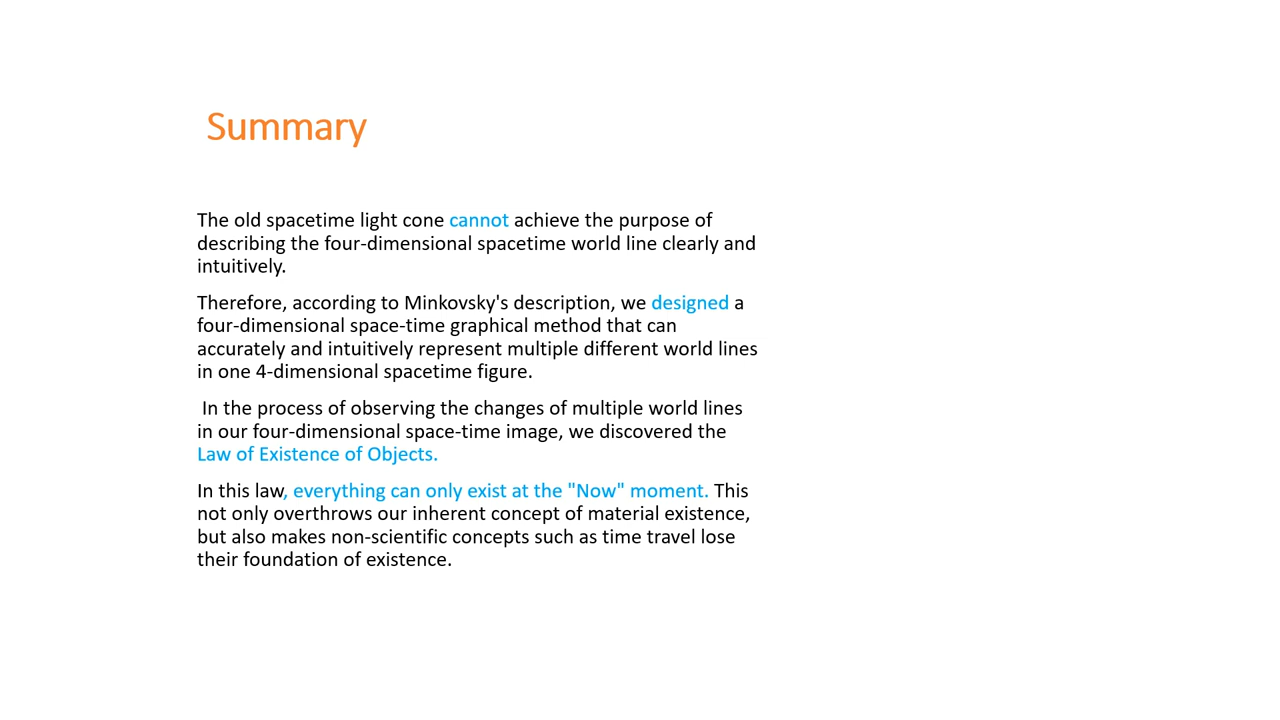 Summary
The old spacetime light cone cannot achieve the purpose of
describing the four-dimensional spacetime world line clearly and
intuitively.
Therefore, according to Minkovsky's description, we designed a
four-dimensional space-time graphical method that can
accurately and intuitively represent multiple different world lines
in one 4-dimensional spacetime figure.
In the process of observing the changes of multiple world lines
in our four-dimensional space-time image, we discovered the
Law of Existence of Objects.
In this law, everything can only exist at the "Now" moment. This
not only overthrows our inherent concept of material existence,
but also makes non-scientific concepts such as time travel lose
their foundation of existence.